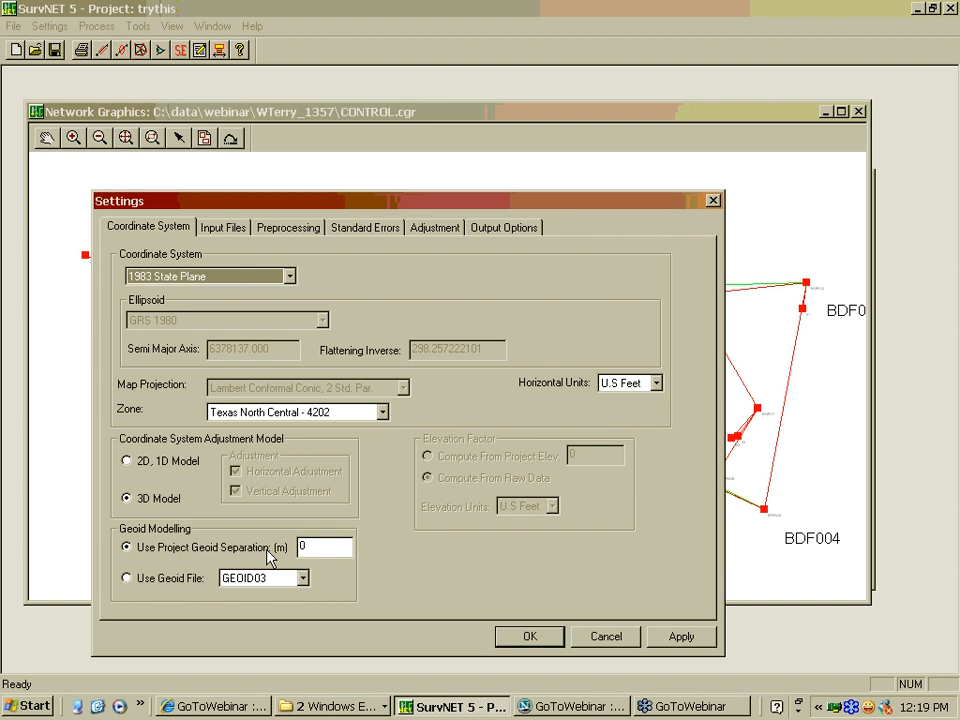 SurvNET 5 - Project: trythis
File Settings Process Tools View Window Help
SE
Network Graphics: C:\data\webinar\WTerry_1357\CONTROL.cgr
Settings
Coordinate System Input Files Preprocessing Standard Errors Adjustment Output Options
Coordinate System
1983 State Plane
Ellipsoid
GRS 1980
Semi Major Axis: 6378137.000 Flattening Inverse: 298.257222101
Map Projection: Lambert Conformal Conic, 2 Std. Par. Horizontal Units: U.S Feet
Zone: Texas North Central - 4202
Coordinate System Adjustment Model
2D, 1D Model
Adjustment
Horizontal Adjustment
Vertical Adjustment
3D Model
Elevation Factor
Compute From Project Elev. 0
Compute From Raw Data
Elevation Units: U.S Feet
Geoid Modelling
Use Project Geoid Separation: (m) 0
Use Geoid File: GEOID03
OK Cancel Apply
BDF0
BDF004
Ready NUM
Start » GoToWebinar :... 2 Windows E... SurvNET 5 - P... GoToWebinar :... GoToWebinar « 12:19 PM